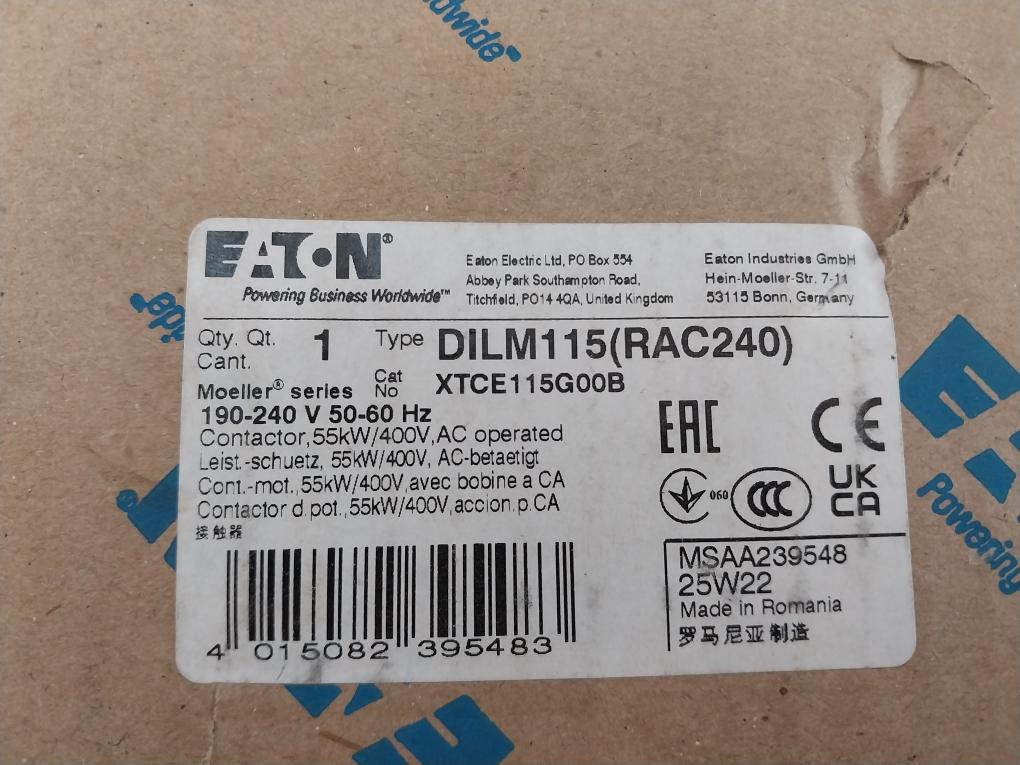 dwide"
EATON®
Powering Business Worldwide™
Eaton Electric Ltd, PO Box 554
Abbey Park Southampton Road,
Titchfield, PO14 4QA, United Kingdom
Eaton Industries GmbH
Hein-Moeller-Str. 7-11
53115 Bonn, Germany
Qty. Qt.
Cant.
1
Type DILM115(RAC240)
Moeller® series
Cat
No
XTCE115G00B
190-240 V 50-60 Hz
Contactor,55kW/400V,AC operated
Leist.-schuetz, 55kW/400V, AC-betaetigt
Cont.-mot.,55kW/400V,avec bobine a CA
Contactor d.pot.,55kW/400V,accion.p.CA
接触器
EAC
CE
060
CCC
UK
CA
4 015082 395483
MSAA239548
25W22
Made in Romania
罗马尼亚制造
Powering